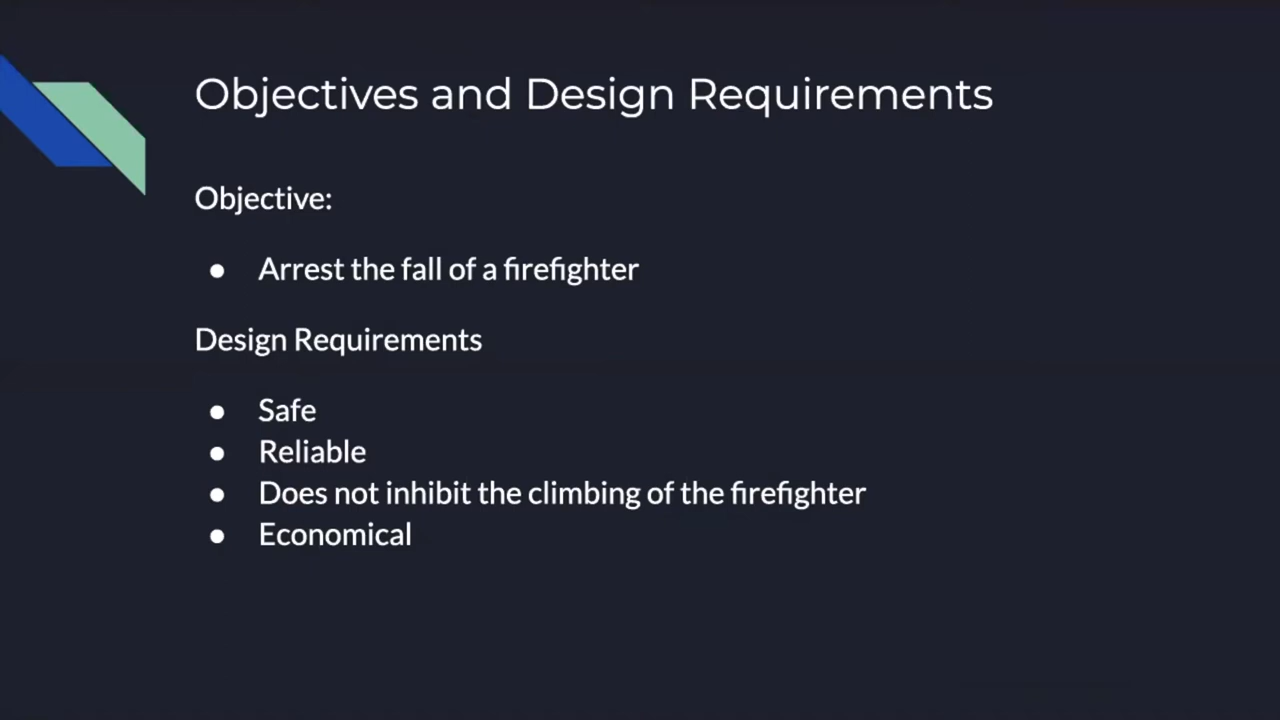 Objectives and Design Requirements
Objective:
● Arrest the fall of a firefighter
Design Requirements
● Safe
● Reliable
● Does not inhibit the climbing of the firefighter
● Economical